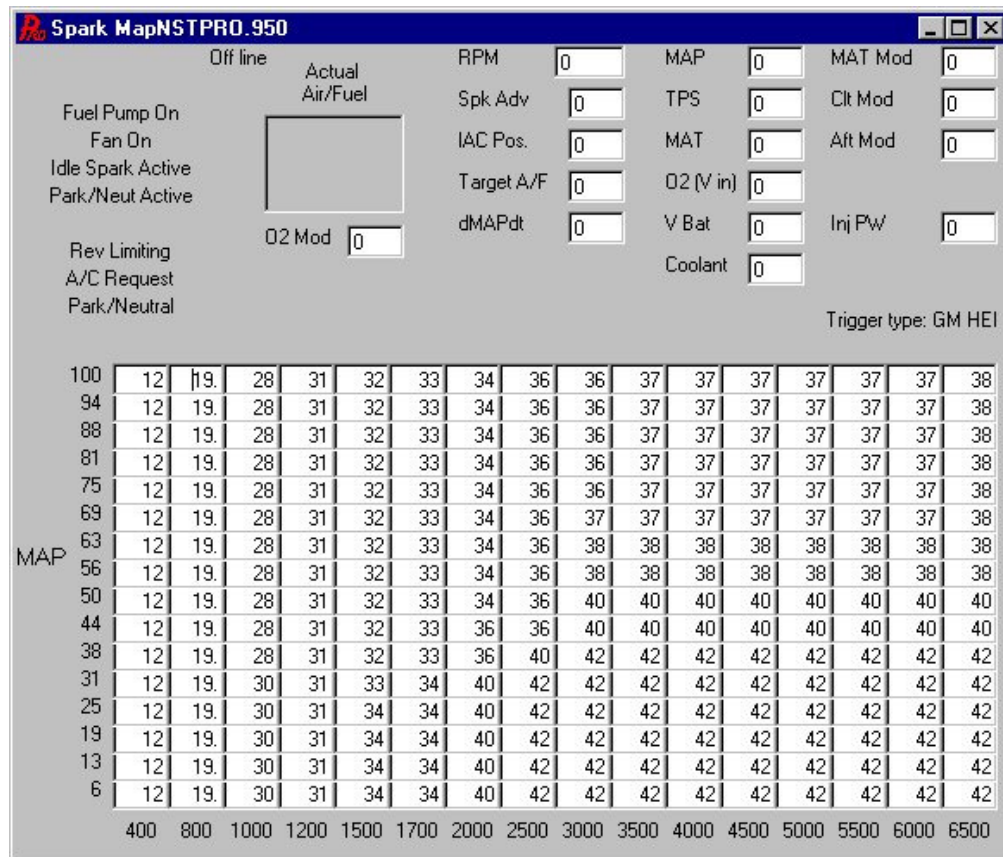 Pro Spark MapNSTPRO.950
Off line
Actual
Air/Fuel
Fuel Pump On
Fan On
Idle Spark Active
Park/Neut Active
Rev Limiting
A/C Request
Park/Neutral
O2 Mod 0
RPM 0 MAP 0 MAT Mod 0
Spk Adv 0 TPS 0 Clt Mod 0
IAC Pos. 0 MAT 0 Aft Mod 0
Target A/F 0 O2 (V in) 0
dMAPdt 0 V Bat 0 Inj PW 0
Coolant 0
Trigger type: GM HEI
MAP
100 12 19. 28 31 32 33 34 36 36 37 37 37 37 37 37 38
94 12 19. 28 31 32 33 34 36 36 37 37 37 37 37 37 38
88 12 19. 28 31 32 33 34 36 36 37 37 37 37 37 37 38
81 12 19. 28 31 32 33 34 36 36 37 37 37 37 37 37 38
75 12 19. 28 31 32 33 34 36 36 37 37 37 37 37 37 38
69 12 19. 28 31 32 33 34 36 37 37 37 37 37 37 37 38
63 12 19. 28 31 32 33 34 36 38 38 38 38 38 38 38 38
56 12 19. 28 31 32 33 34 36 38 38 38 38 38 38 38 38
50 12 19. 28 31 32 33 34 36 40 40 40 40 40 40 40 40
44 12 19. 28 31 32 33 36 36 40 40 40 40 40 40 40 40
38 12 19. 28 31 32 33 36 40 42 42 42 42 42 42 42 42
31 12 19. 30 31 33 34 40 42 42 42 42 42 42 42 42 42
25 12 19. 30 31 34 34 40 42 42 42 42 42 42 42 42 42
19 12 19. 30 31 34 34 40 42 42 42 42 42 42 42 42 42
13 12 19. 30 31 34 34 40 42 42 42 42 42 42 42 42 42
6 12 19. 30 31 34 34 40 42 42 42 42 42 42 42 42 42
400 800 1000 1200 1500 1700 2000 2500 3000 3500 4000 4500 5000 5500 6000 6500